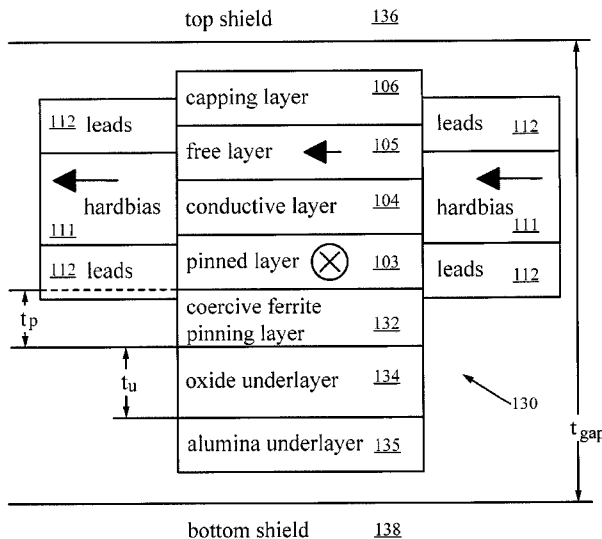 top shield 136
capping layer 106
112 leads
leads 112
free layer 105
hardbias
111
conductive layer 104
hardbias
111
112 leads
pinned layer 103
leads 112
tp
coercive ferrite
pinning layer 132
tu
oxide underlayer 134
130
tgap
alumina underlayer 135
bottom shield 138